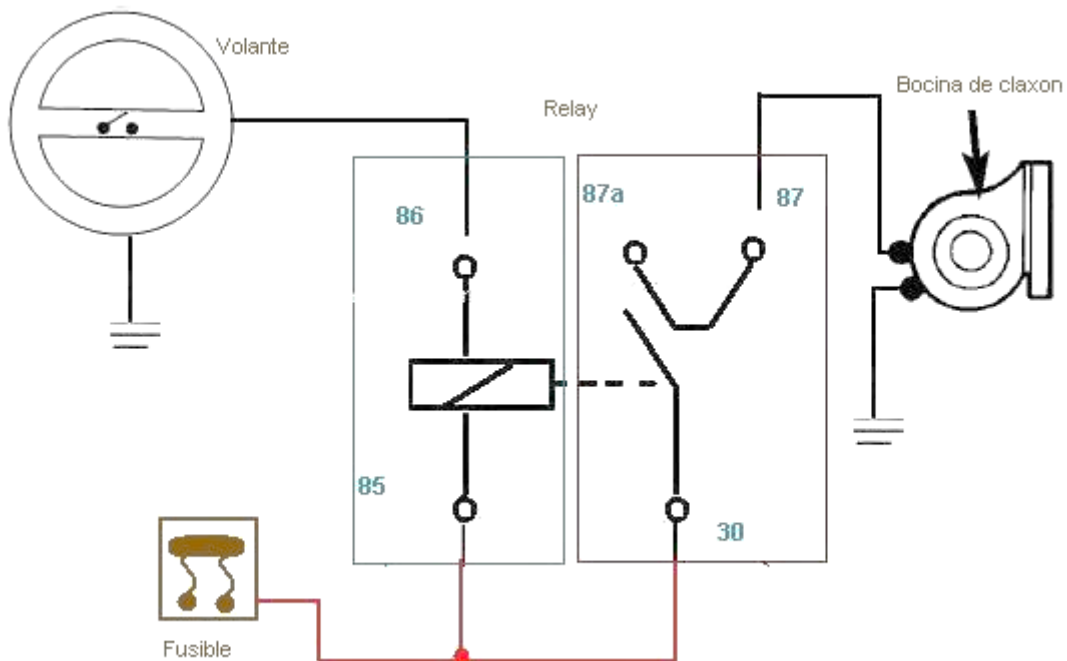 Volante
Relay
Bocina de claxon
86
87a
87
85
30
Fusible